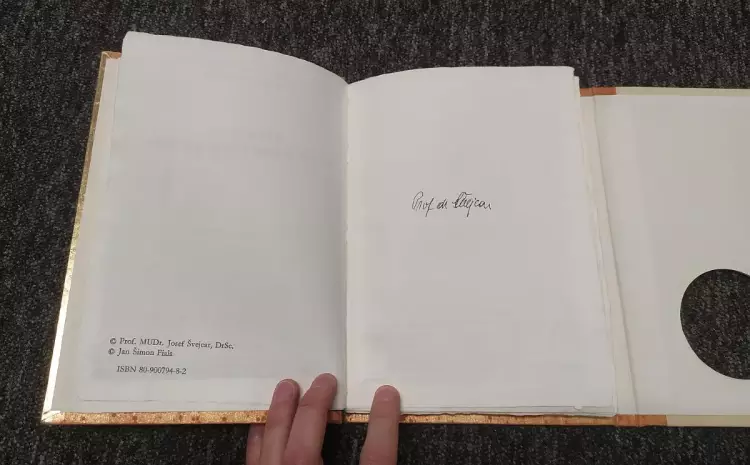 © Prof. MUDr. Josef Švejcar, DrSc.
© Jan Šimon Fiala
ISBN 80-900794-8-2
Prof. dr. Švejcar